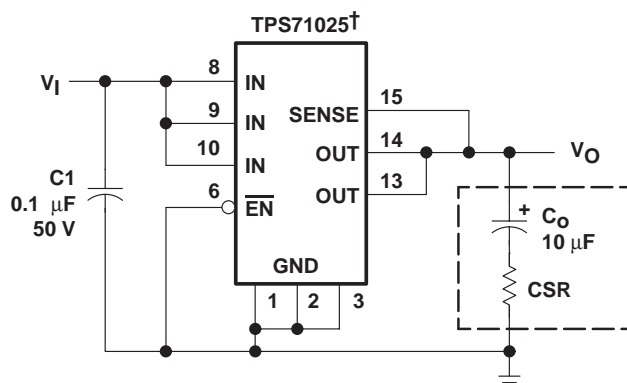 TPS71025†
VI
8
IN
9
IN
10
IN
6
EN
SENSE
15
OUT
14
OUT
13
VO
C1
0.1 μF
50 V
GND
1
2
3
+
Co
10 μF
CSR